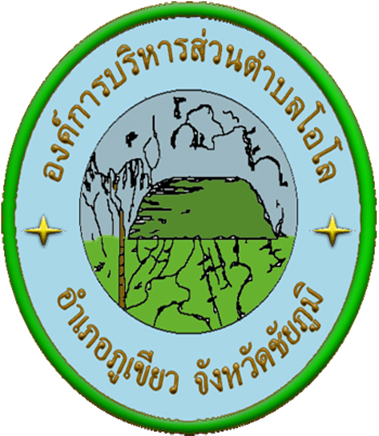 องค์การบริหารส่วนตำบลโอโล
อำเภอภูเขียว จังหวัดชัยภูมิ